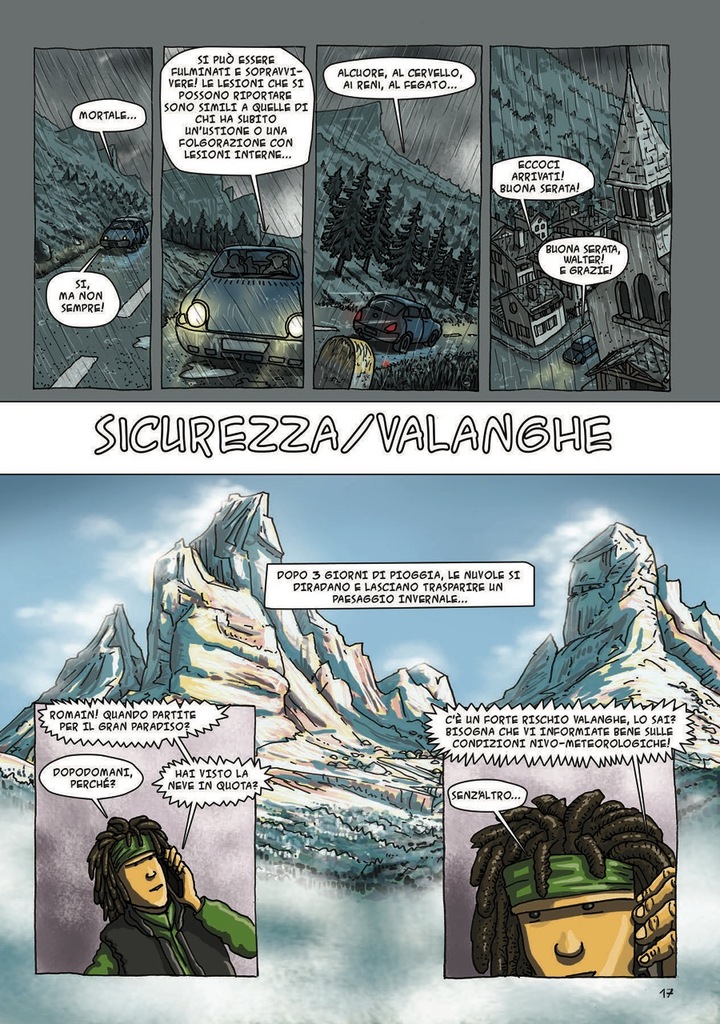 MORTALE...
SI,
MA NON
SEMPRE!
SI PUÒ ESSERE
FULMINATI E SOPRAVVI-
VERE! LE LESIONI CHE SI
POSSONO RIPORTARE
SONO SIMILI A QUELLE DI
CHI HA SUBITO
UN'USTIONE O UNA
FOLGORAZIONE CON
LESIONI INTERNE...
ALCUORE, AL CERVELLO,
AI RENI, AL FEGATO...
ECCOCI
ARRIVATI!
BUONA SERATA!
BUONA SERATA,
WALTER!
E GRAZIE!
SICUREZZA/VALANGHE
DOPO 3 GIORNI DI PIOGGIA, LE NUVOLE SI
DIRADANO E LASCIANO TRASPARIRE UN
PAESAGGIO INVERNALE...
ROMAIN! QUANDO PARTITE
PER IL GRAN PARADISO?
DOPODOMANI,
PERCHÉ?
HAI VISTO LA
NEVE IN QUOTA?
C'È UN FORTE RISCHIO VALANGHE, LO SAI?
BISOGNA CHE VI INFORMIATE BENE SULLE
CONDIZIONI NIVO-METEOROLOGICHE!
SENZ'ALTRO...
17